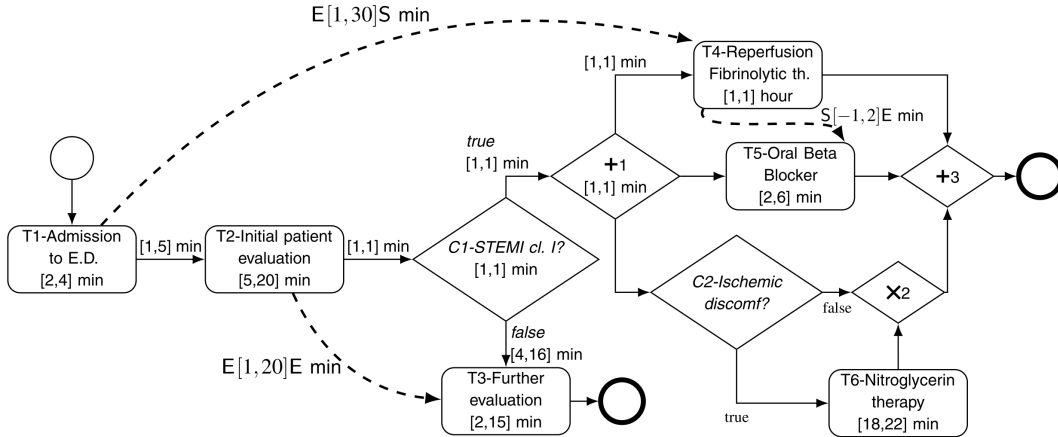 E[1,30]S min
T4-Reperfusion
Fibrinolytic th.
[1,1] hour
[1,1] min
S[−1,2]E min
true
[1,1] min
+1
[1,1] min
T5-Oral Beta
Blocker
[2,6] min
+3
T1-Admission
to E.D.
[2,4] min
[1,5] min
T2-Initial patient
evaluation
[5,20] min
[1,1] min
C1-STEMI cl. I?
[1,1] min
C2-Ischemic
discomf?
false
×2
false
[4,16] min
E[1,20]E min
T3-Further
evaluation
[2,15] min
true
T6-Nitroglycerin
therapy
[18,22] min